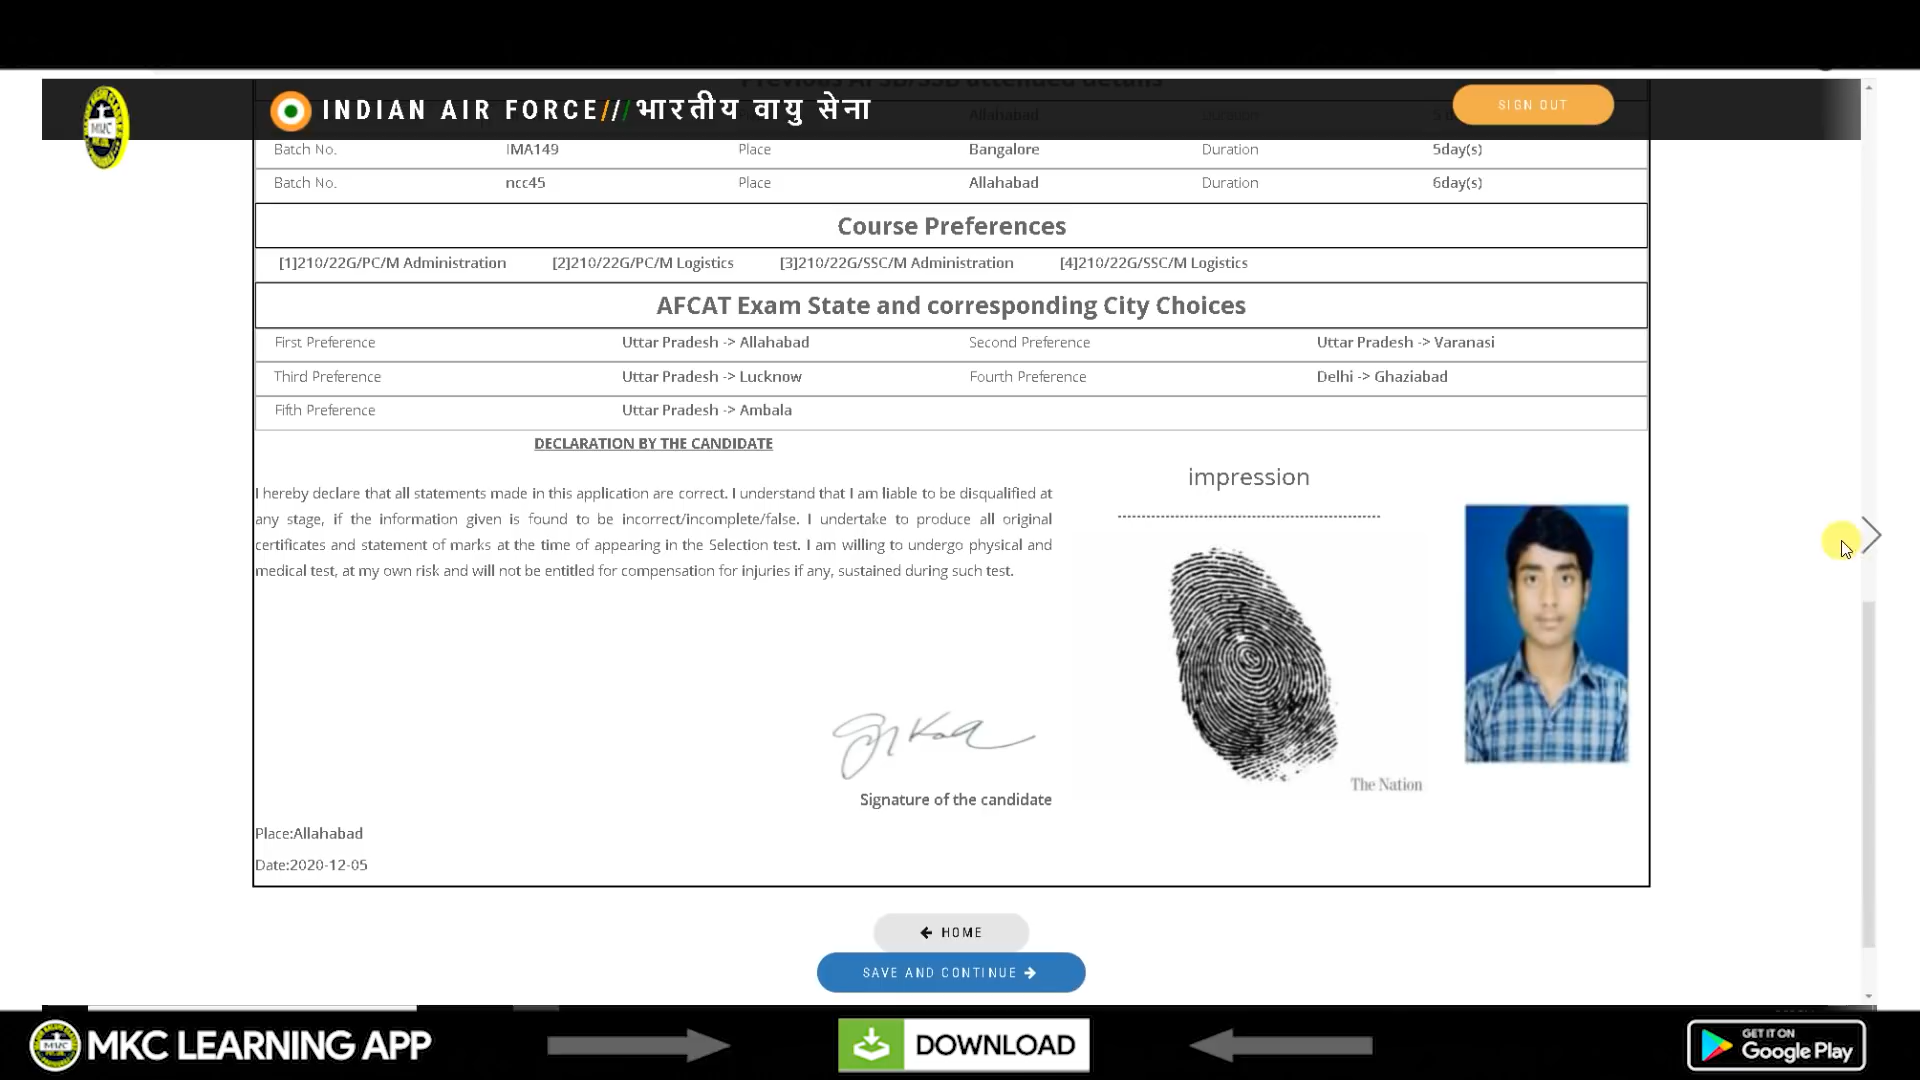 Previous AFSB/SSB attended details
INDIAN AIR FORCE///भारतीय वायु सेना
SIGN OUT
Allahabad Duration
Batch No. IMA149 Place Bangalore Duration 5day(s)
Batch No. ncc45 Place Allahabad Duration 6day(s)
Course Preferences
[1]210/22G/PC/M Administration [2]210/22G/PC/M Logistics [3]210/22G/SSC/M Administration [4]210/22G/SSC/M Logistics
AFCAT Exam State and corresponding City Choices
First Preference Uttar Pradesh -> Allahabad Second Preference Uttar Pradesh -> Varanasi
Third Preference Uttar Pradesh -> Lucknow Fourth Preference Delhi -> Ghaziabad
Fifth Preference Uttar Pradesh -> Ambala
DECLARATION BY THE CANDIDATE
impression
I hereby declare that all statements made in this application are correct. I understand that I am liable to be disqualified at
any stage, if the information given is found to be incorrect/incomplete/false. I undertake to produce all original
certificates and statement of marks at the time of appearing in the Selection test. I am willing to undergo physical and
medical test, at my own risk and will not be entitled for compensation for injuries if any, sustained during such test.
The Nation
Signature of the candidate
Place:Allahabad
Date:2020-12-05
HOME
SAVE AND CONTINUE
MKC LEARNING APP
DOWNLOAD
GET IT ON
Google Play